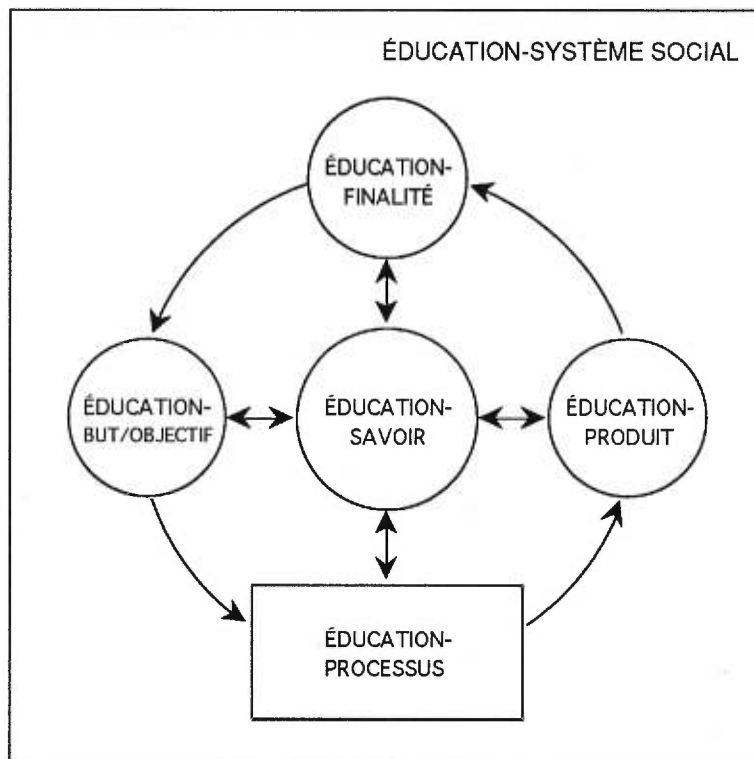 ÉDUCATION-SYSTÈME SOCIAL
ÉDUCATION-
FINALITÉ
ÉDUCATION-
BUT/OBJECTIF
ÉDUCATION-
SAVOIR
ÉDUCATION-
PRODUIT
ÉDUCATION-
PROCESSUS